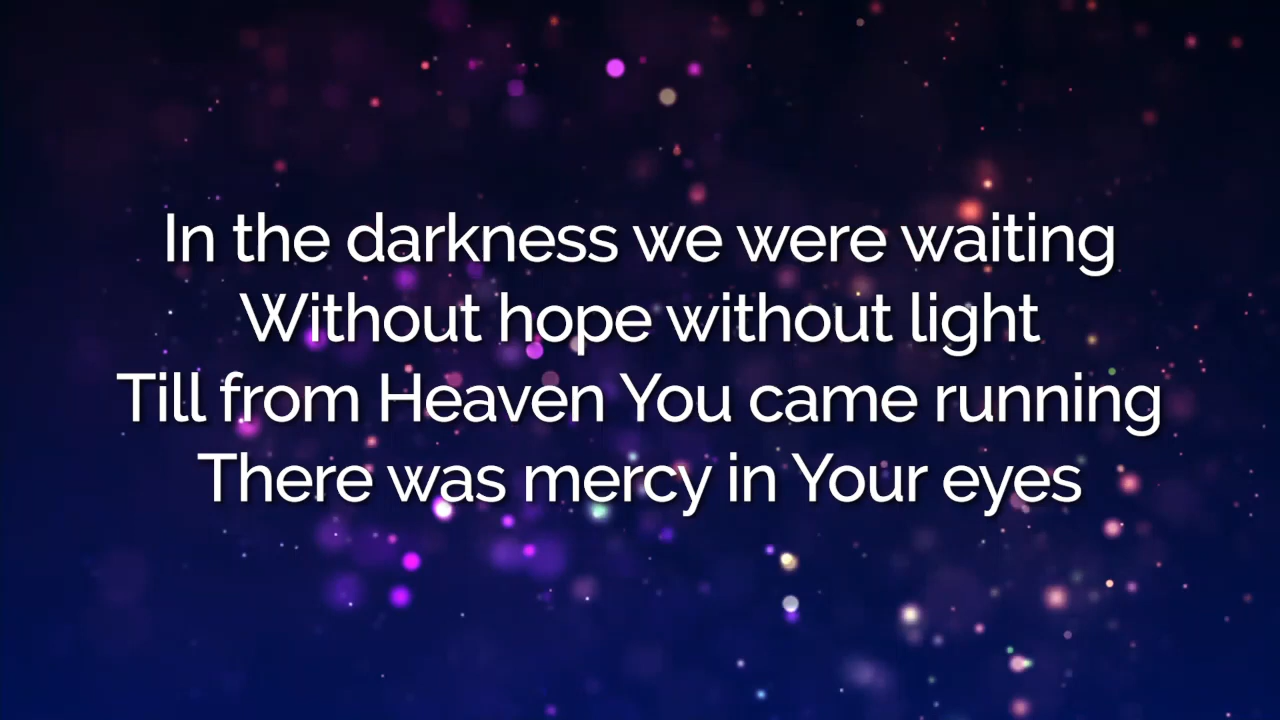 In the darkness we were waiting
Without hope without light
Till from Heaven You came running
There was mercy in Your eyes